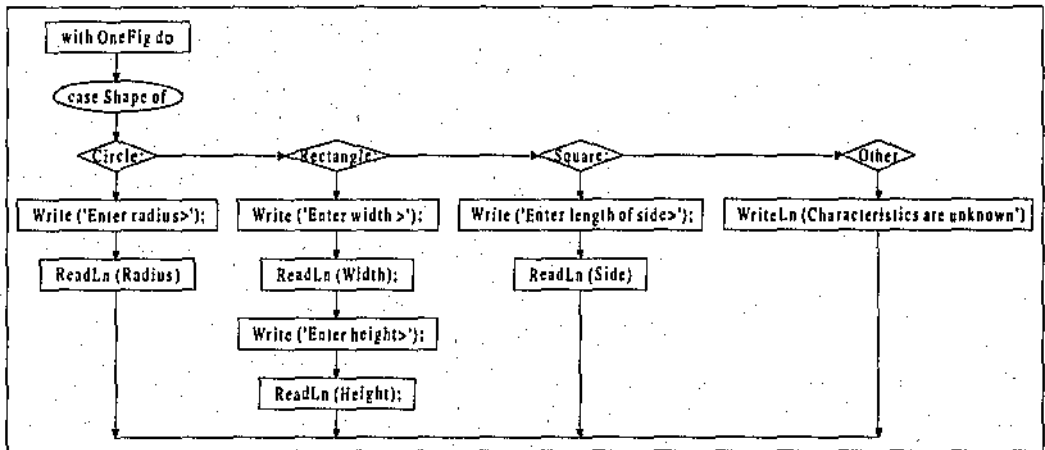 with OneFig do
case Shape of
Circle:
Rectangle:
Square:
Other
Write ('Enter radius>');
Write ('Enter width >');
Write ('Enter length of side>');
WriteLn (Characteristics are unknown')
ReadLn (Radius)
ReadLn (Width);
ReadLn (Side)
Write ('Enter height>');
ReadLn (Height);